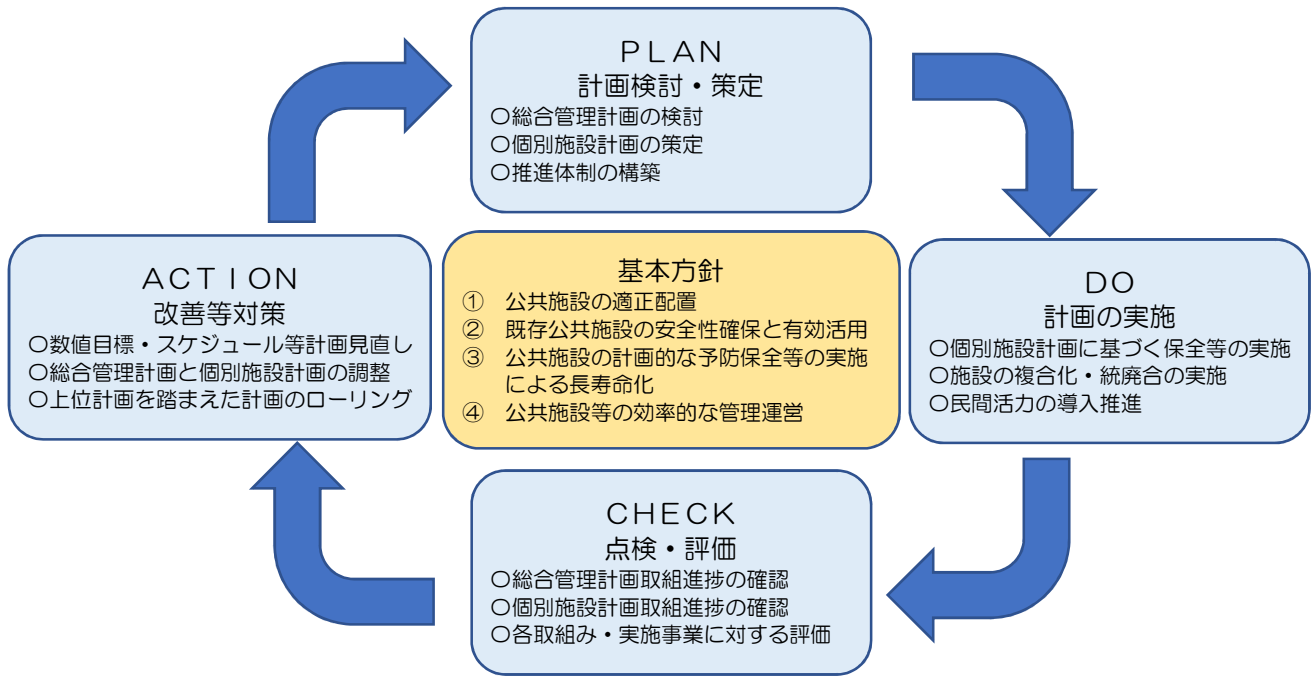 ＰＬＡＮ
計画検討・策定
〇総合管理計画の検討
〇個別施設計画の策定
〇推進体制の構築
ＡＣＴＩＯＮ
改善等対策
〇数値目標・スケジュール等計画見直し
〇総合管理計画と個別施設計画の調整
〇上位計画を踏まえた計画のローリング
基本方針
① 公共施設の適正配置
② 既存公共施設の安全性確保と有効活用
③ 公共施設の計画的な予防保全等の実施
による長寿命化
④ 公共施設等の効率的な管理運営
ＤＯ
計画の実施
〇個別施設計画に基づく保全等の実施
〇施設の複合化・統廃合の実施
〇民間活力の導入推進
ＣＨＥＣＫ
点検・評価
〇総合管理計画取組進捗の確認
〇個別施設計画取組進捗の確認
〇各取組み・実施事業に対する評価